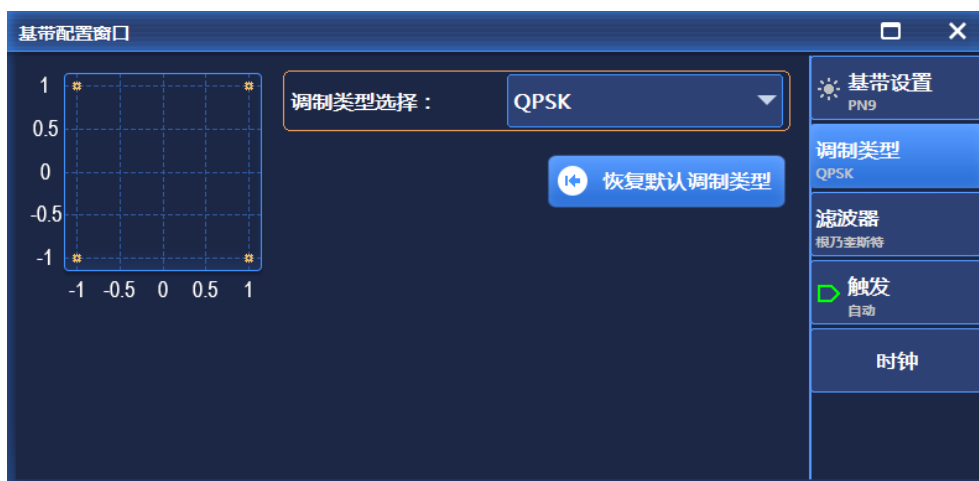 基带配置窗口
1
0.5
0
-0.5
-1
-1 -0.5 0 0.5 1
调制类型选择：
QPSK
恢复默认调制类型
基带设置
PN9
调制类型
QPSK
滤波器
根乃奎斯特
触发
自动
时钟